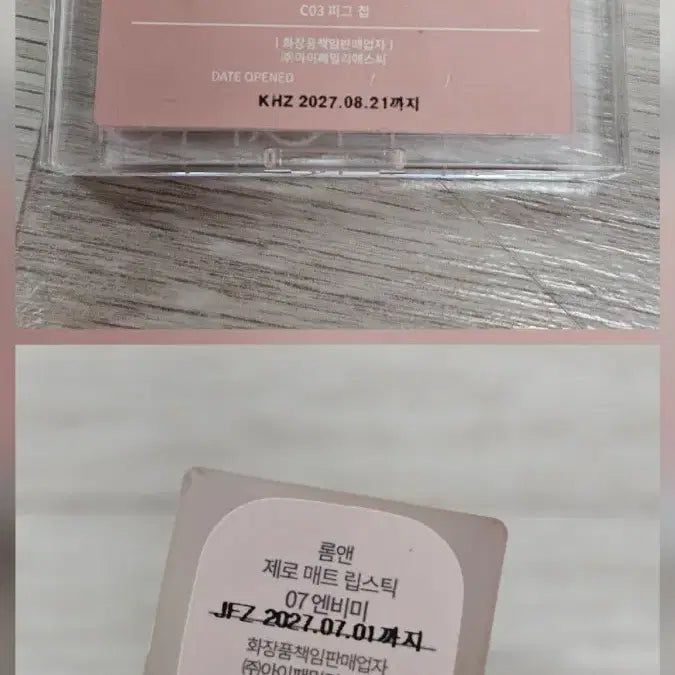 C03 피그 칩
[ 화장품책임판매업자 ]
㈜아이패밀리에스씨
DATE OPENED / /
KHZ 2027.08.21까지
롬앤
제로 매트 립스틱
07 엔비미
JFZ 2027.07.01까지
화장품책임판매업자